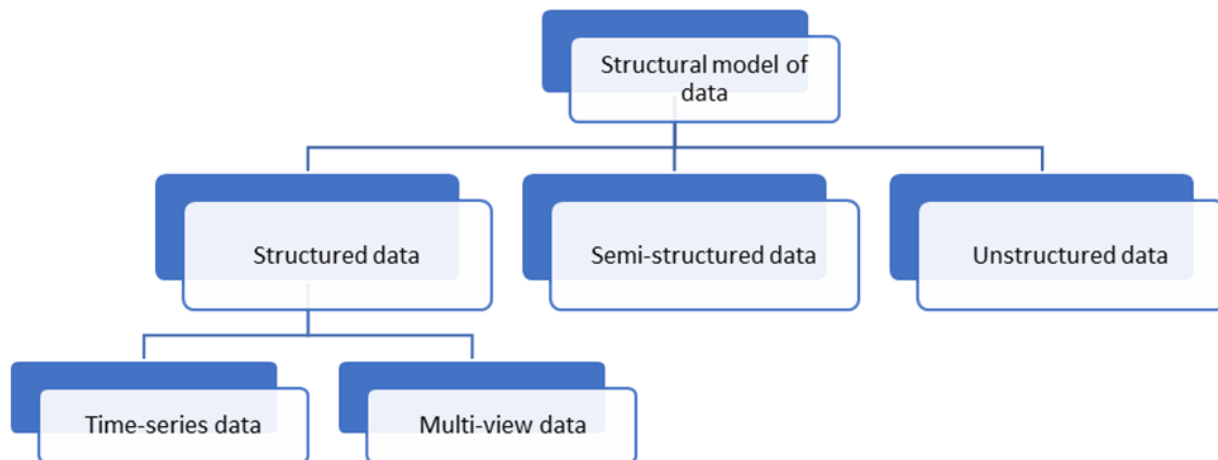 Structural model of
data
Structured data
Semi-structured data
Unstructured data
Time-series data
Multi-view data